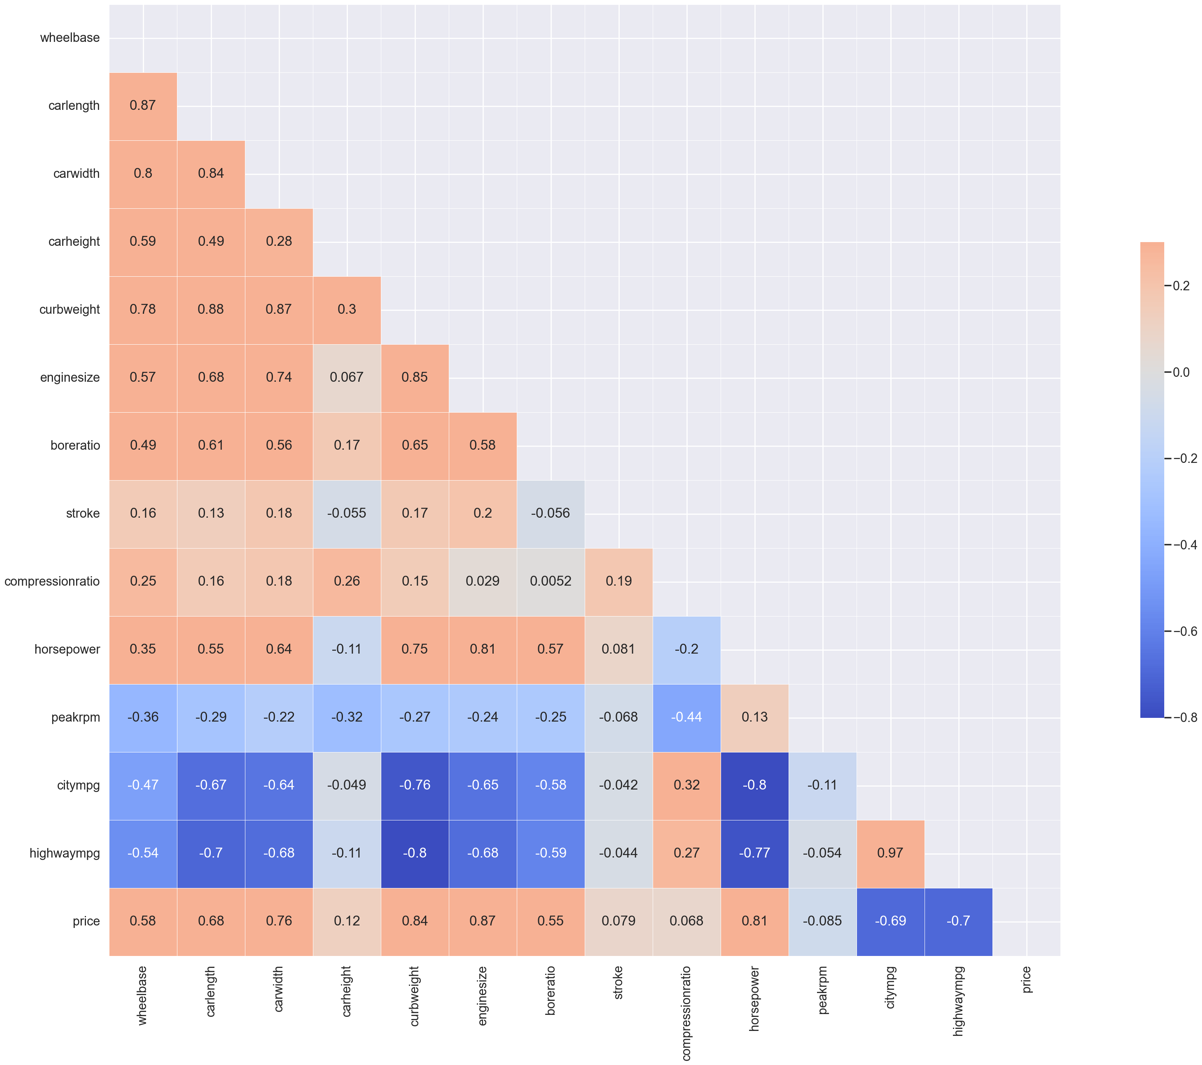 wheelbase
carlength 0.87
carwidth 0.8 0.84
carheight 0.59 0.49 0.28
curbweight 0.78 0.88 0.87 0.3
enginesize 0.57 0.68 0.74 0.067 0.85
boreratio 0.49 0.61 0.56 0.17 0.65 0.58
stroke 0.16 0.13 0.18 -0.055 0.17 0.2 -0.056
compressionratio 0.25 0.16 0.18 0.26 0.15 0.029 0.0052 0.19
horsepower 0.35 0.55 0.64 -0.11 0.75 0.81 0.57 0.081 -0.2
peakrpm -0.36 -0.29 -0.22 -0.32 -0.27 -0.24 -0.25 -0.068 -0.44 0.13
citympg -0.47 -0.67 -0.64 -0.049 -0.76 -0.65 -0.58 -0.042 0.32 -0.8 -0.11
highwaympg -0.54 -0.7 -0.68 -0.11 -0.8 -0.68 -0.59 -0.044 0.27 -0.77 -0.054 0.97
price 0.58 0.68 0.76 0.12 0.84 0.87 0.55 0.079 0.068 0.81 -0.085 -0.69 -0.7
wheelbase carlength carwidth carheight curbweight enginesize boreratio stroke compressionratio horsepower peakrpm citympg highwaympg price
0.2
0.0
−0.2
−0.4
−0.6
−0.8